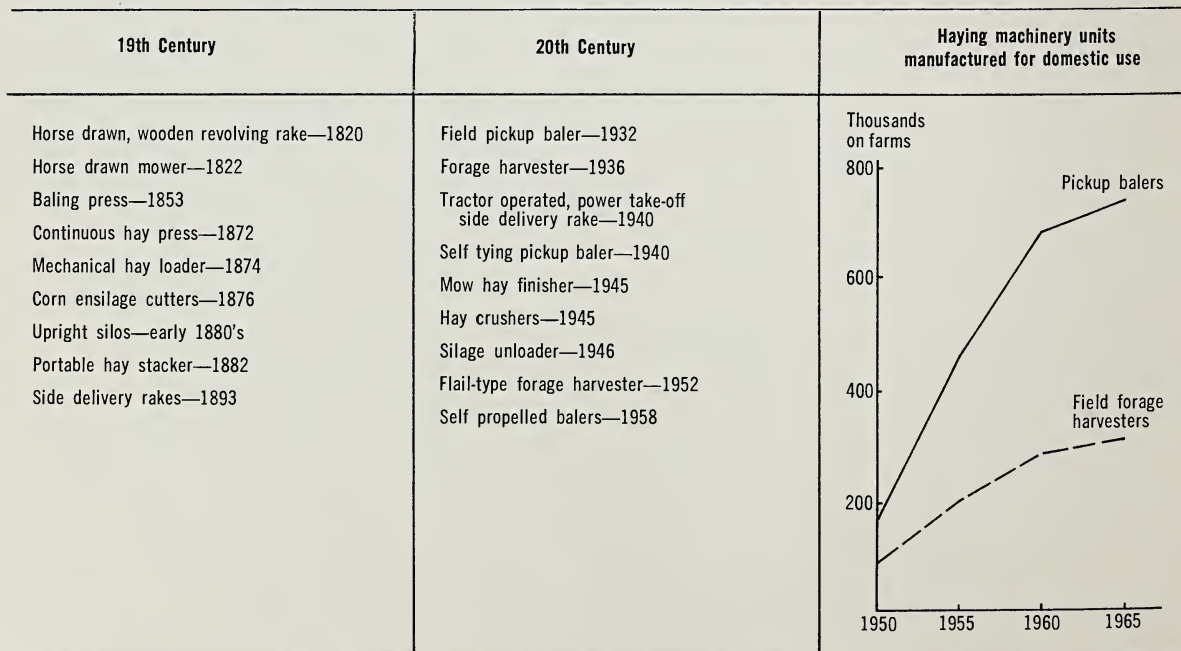 19th Century
Horse drawn, wooden revolving rake—1820
Horse drawn mower—1822
Baling press—1853
Continuous hay press—1872
Mechanical hay loader—1874
Corn ensilage cutters—1876
Upright silos—early 1880's
Portable hay stacker—1882
Side delivery rakes—1893
20th Century
Field pickup baler—1932
Forage harvester—1936
Tractor operated, power take-off
side delivery rake—1940
Self tying pickup baler—1940
Mow hay finisher—1945
Hay crushers—1945
Silage unloader—1946
Flail-type forage harvester—1952
Self propelled balers—1958
Haying machinery units
manufactured for domestic use
Thousands
on farms
800
Pickup balers
600
400
Field forage
harvesters
200
1950 1955 1960 1965